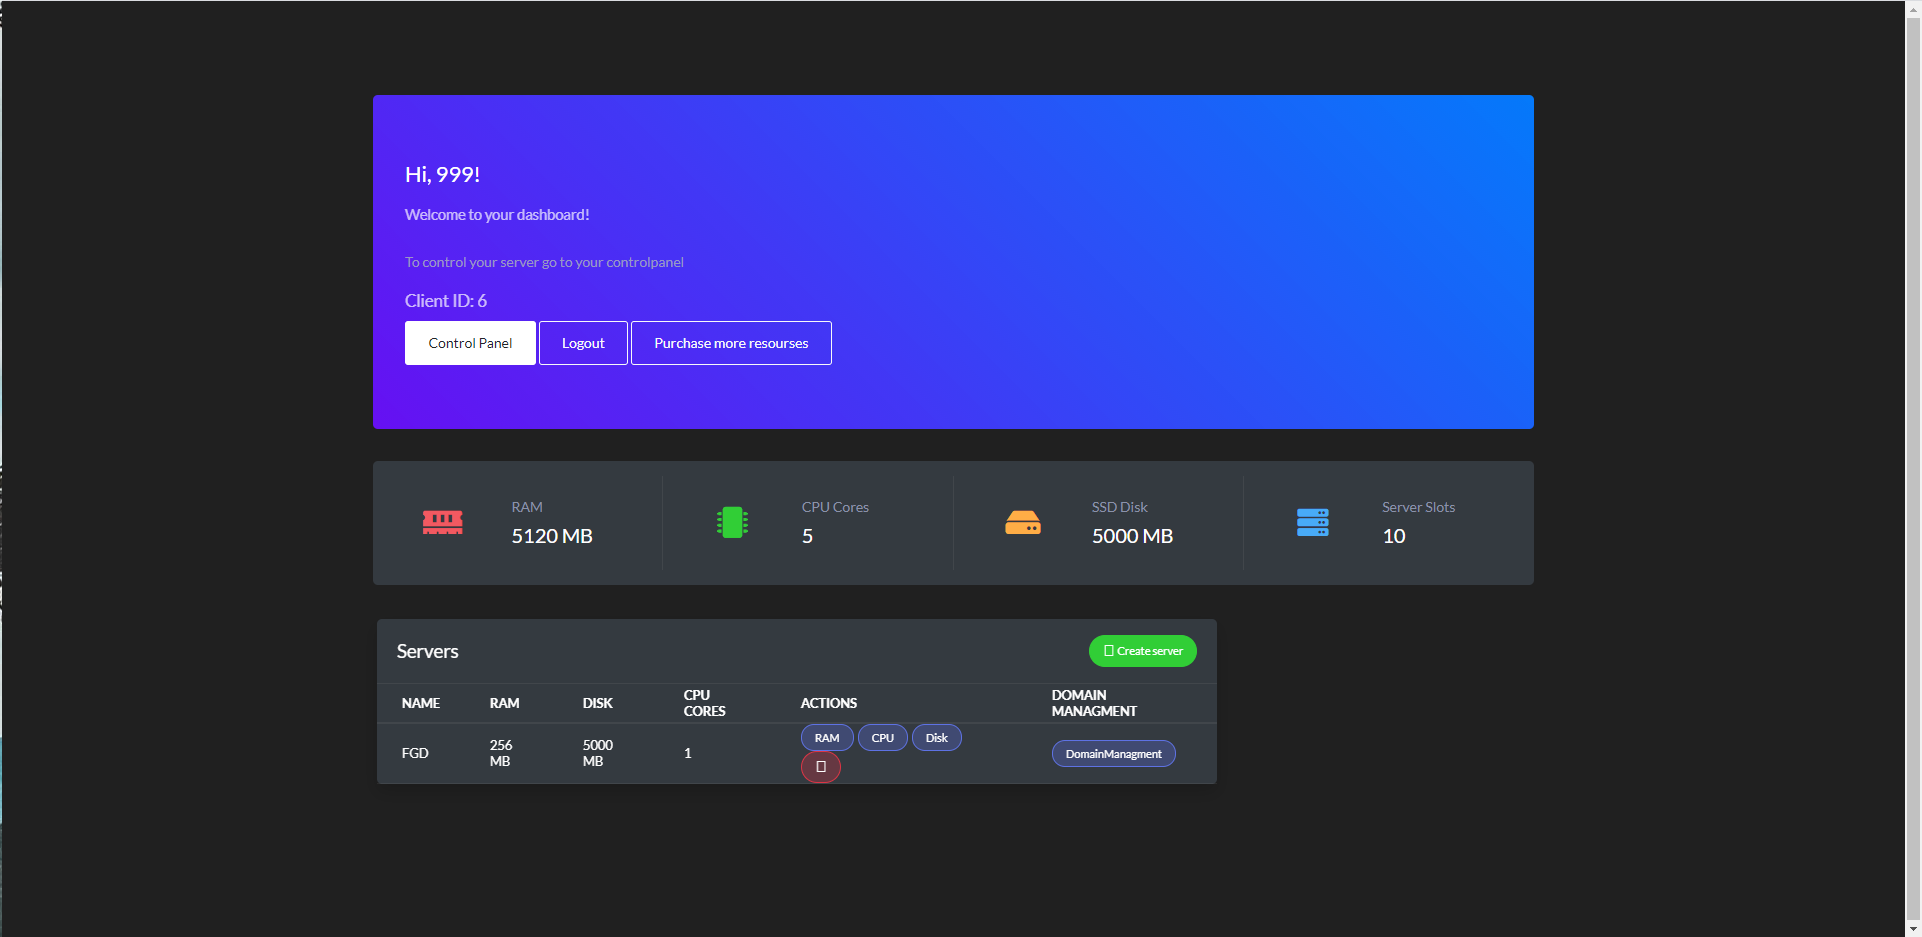 Hi, 999!
Welcome to your dashboard!
To control your server go to your controlpanel
Client ID: 6
Control Panel
Logout
Purchase more resourses
RAM
5120 MB
CPU Cores
5
SSD Disk
5000 MB
Server Slots
10
Servers
Create server
NAME
RAM
DISK
CPU
CORES
ACTIONS
DOMAIN
MANAGMENT
FGD
256
MB
5000
MB
1
RAM
CPU
Disk
DomainManagment